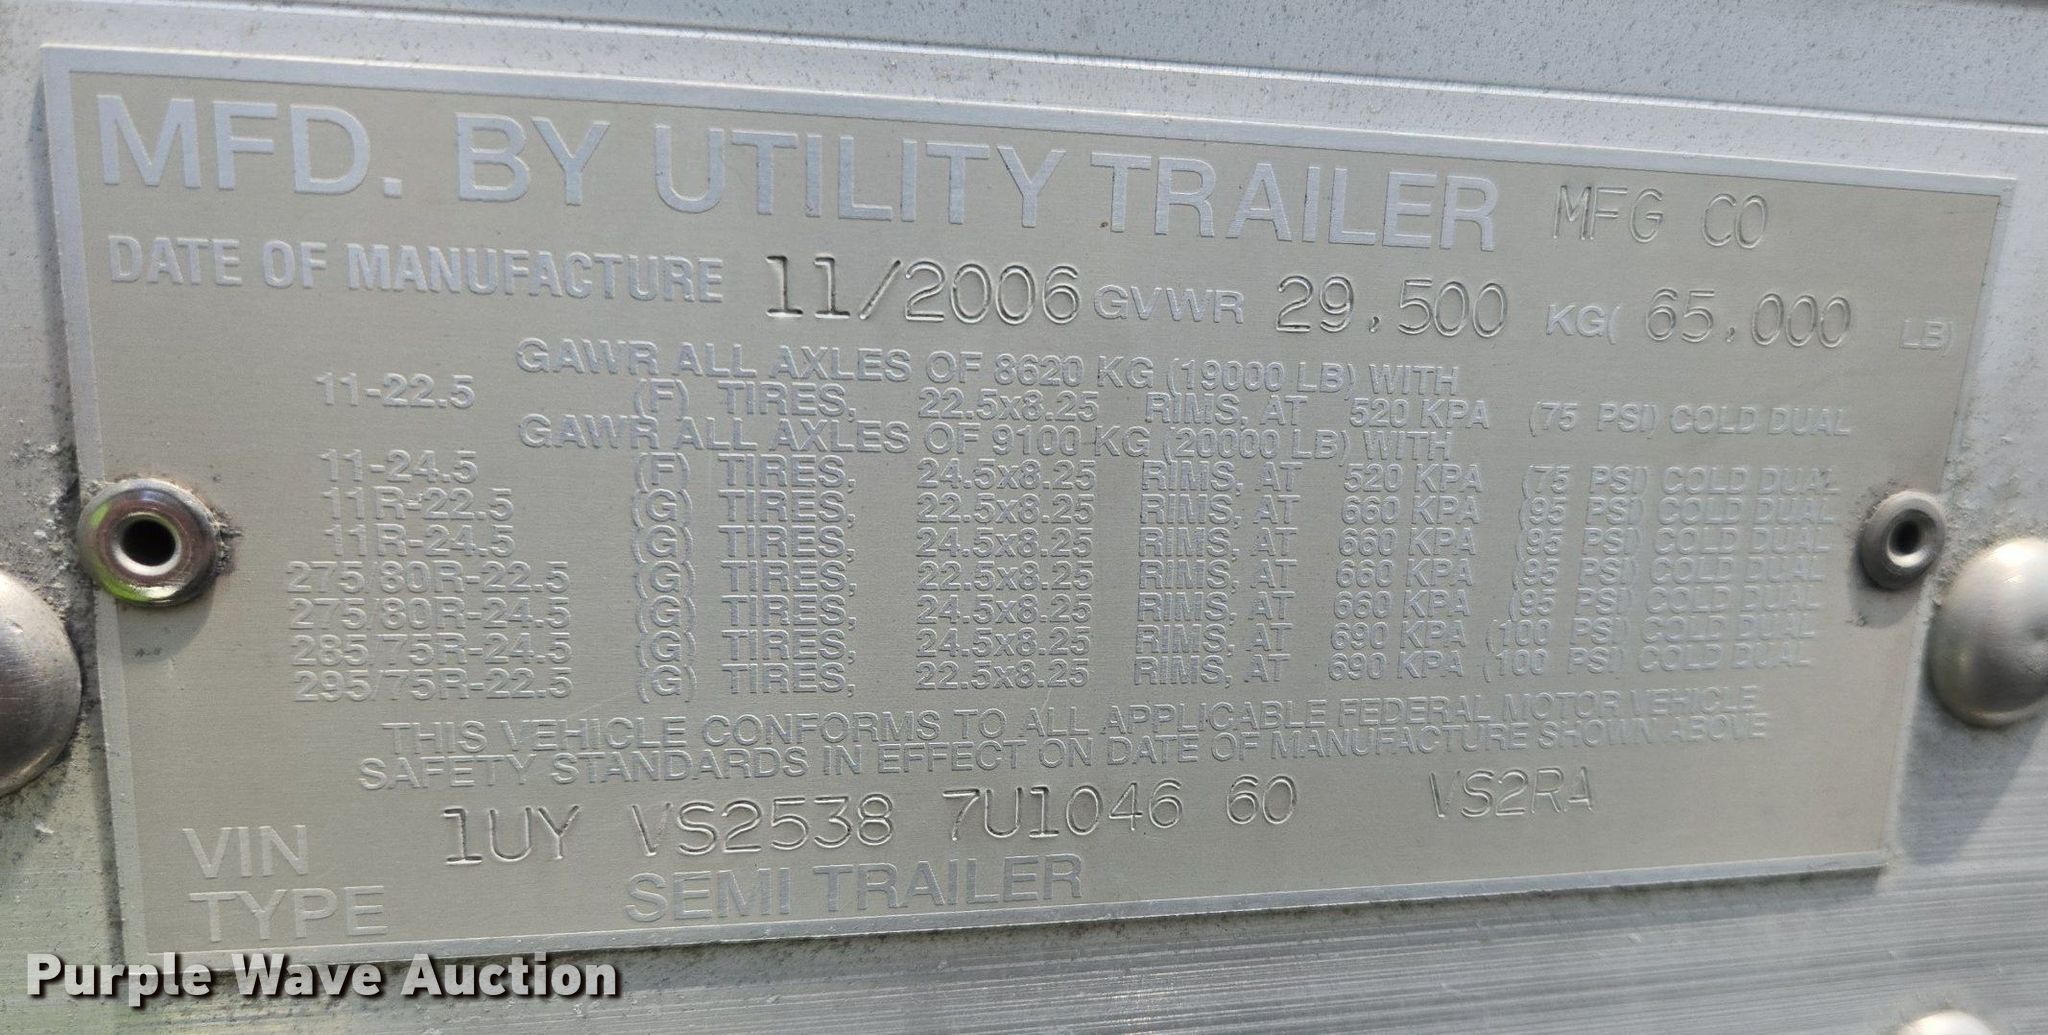 MFD. BY UTILITY TRAILER MFG CO
DATE OF MANUFACTURE 11/2006 GVWR 29,500 KG( 65,000 LB)
GAWR ALL AXLES OF 8620 KG (19000 LB) WITH
11-22.5 (F) TIRES, 22.5x8.25 RIMS, AT 520 KPA (75 PSI) COLD DUAL
GAWR ALL AXLES OF 9100 KG (20000 LB) WITH
11-24.5 (F) TIRES, 24.5x8.25 RIMS, AT 520 KPA (75 PSI) COLD DUAL
11R-22.5 (G) TIRES, 22.5x8.25 RIMS, AT 660 KPA (95 PSI) COLD DUAL
11R-24.5 (G) TIRES, 24.5x8.25 RIMS, AT 660 KPA (95 PSI) COLD DUAL
275/80R-22.5 (G) TIRES, 22.5x8.25 RIMS, AT 660 KPA (95 PSI) COLD DUAL
275/80R-24.5 (G) TIRES, 24.5x8.25 RIMS, AT 660 KPA (95 PSI) COLD DUAL
285/75R-24.5 (G) TIRES, 24.5x8.25 RIMS, AT 690 KPA (100 PSI) COLD DUAL
295/75R-22.5 (G) TIRES, 22.5x8.25 RIMS, AT 690 KPA (100 PSI) COLD DUAL
THIS VEHICLE CONFORMS TO ALL APPLICABLE FEDERAL MOTOR VEHICLE
SAFETY STANDARDS IN EFFECT ON DATE OF MANUFACTURE SHOWN ABOVE
VIN 1UY VS2538 7U1046 60 VS2RA
TYPE SEMI TRAILER
Purple Wave Auction